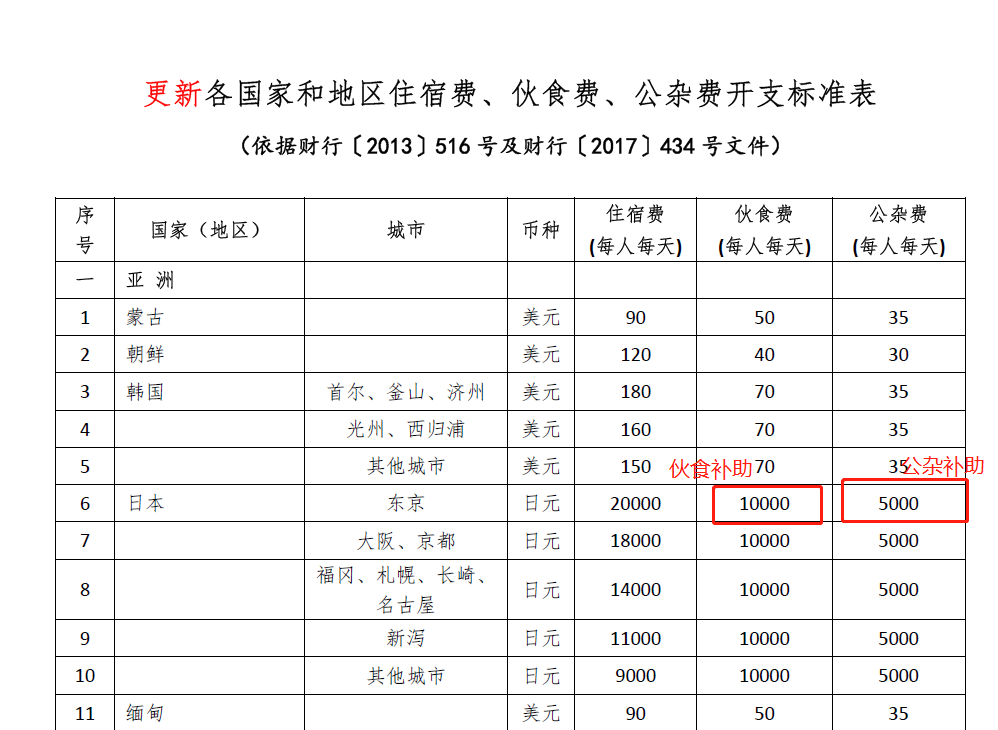 更新各国家和地区住宿费、伙食费、公杂费开支标准表
（依据财行〔2013〕516 号及财行〔2017〕434 号文件）
序号 国家（地区） 城市 币种 住宿费(每人每天) 伙食费(每人每天) 公杂费(每人每天)
一 亚 洲
1 蒙古 美元 90 50 35
2 朝鲜 美元 120 40 30
3 韩国 首尔、釜山、济州 美元 180 70 35
4 光州、西归浦 美元 160 70 35
5 其他城市 美元 150 70 35
伙食补助 公杂补助
6 日本 东京 日元 20000 10000 5000
7 大阪、京都 日元 18000 10000 5000
8 福冈、札幌、长崎、名古屋 日元 14000 10000 5000
9 新泻 日元 11000 10000 5000
10 其他城市 日元 9000 10000 5000
11 缅甸 美元 90 50 35